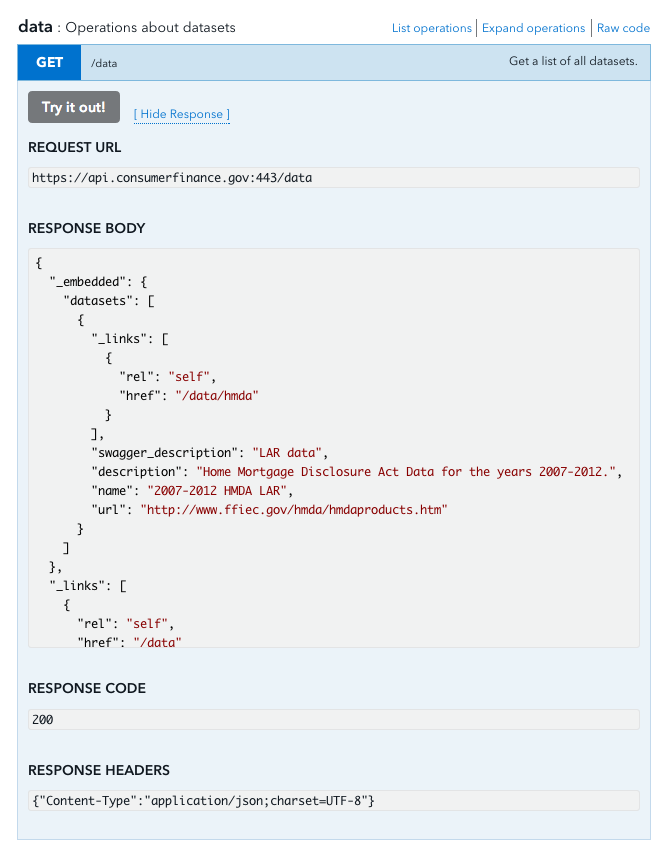 data : Operations about datasets List operations Expand operations Raw code
GET /data Get a list of all datasets.
Try it out! [ Hide Response ]
REQUEST URL
https://api.consumerfinance.gov:443/data
RESPONSE BODY
{
  "_embedded": {
    "datasets": [
      {
        "_links": [
          {
            "rel": "self",
            "href": "/data/hmda"
          }
        ],
        "swagger_description": "LAR data",
        "description": "Home Mortgage Disclosure Act Data for the years 2007-2012.",
        "name": "2007-2012 HMDA LAR",
        "url": "http://www.ffiec.gov/hmda/hmdaproducts.htm"
      }
    ]
  },
  "_links": [
    {
      "rel": "self",
      "href": "/data"
RESPONSE CODE
200
RESPONSE HEADERS
{"Content-Type":"application/json;charset=UTF-8"}